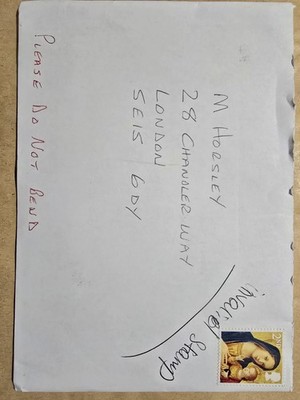 PLEASE DO NOT BEND
M HORSLEY
28 CHANDLER WAY
LONDON
SE15 6DY
invalid Stamp